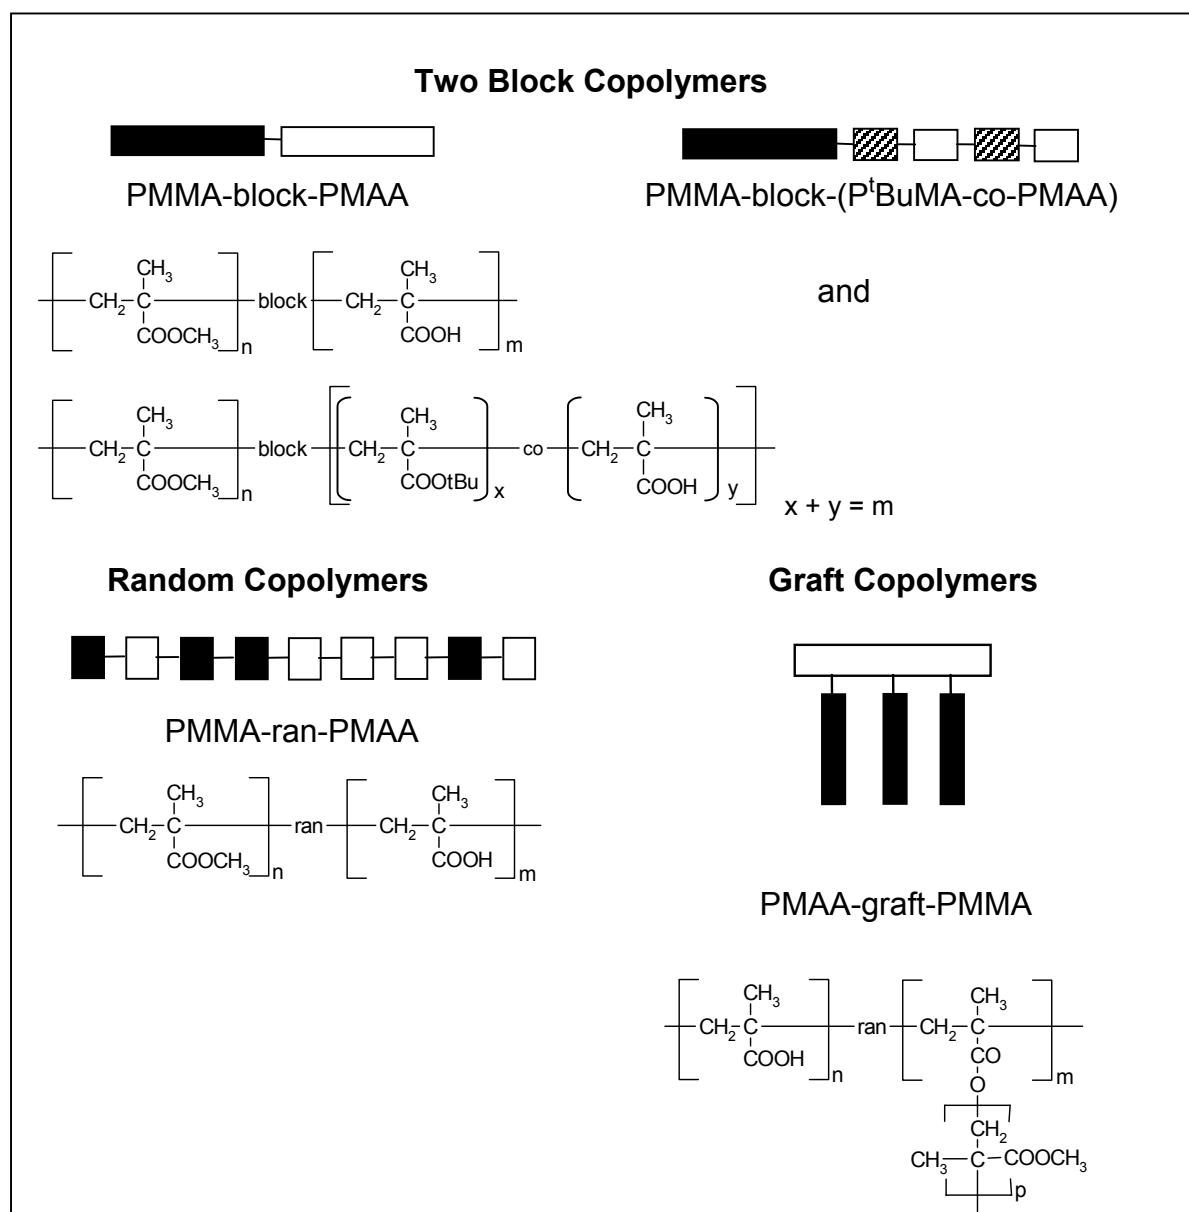 Two Block Copolymers
PMMA-block-PMAA
PMMA-block-(PᵗBuMA-co-PMAA)
and
CH₃
CH₂ C block CH₂ C
CH₃
COOCH₃ n
COOH m
CH₃
CH₃
CH₃
CH₂ C block CH₂ C co CH₂ C
COOCH₃ n
COOtBu x
COOH y
x + y = m
Random Copolymers
Graft Copolymers
PMMA-ran-PMAA
CH₃
CH₃
CH₂ C ran CH₂ C
COOCH₃ n
COOH m
PMAA-graft-PMMA
CH₃
CH₃
CH₂ C ran CH₂ C
COOH n
CO m
O
CH₂
CH₃ C COOCH₃
p